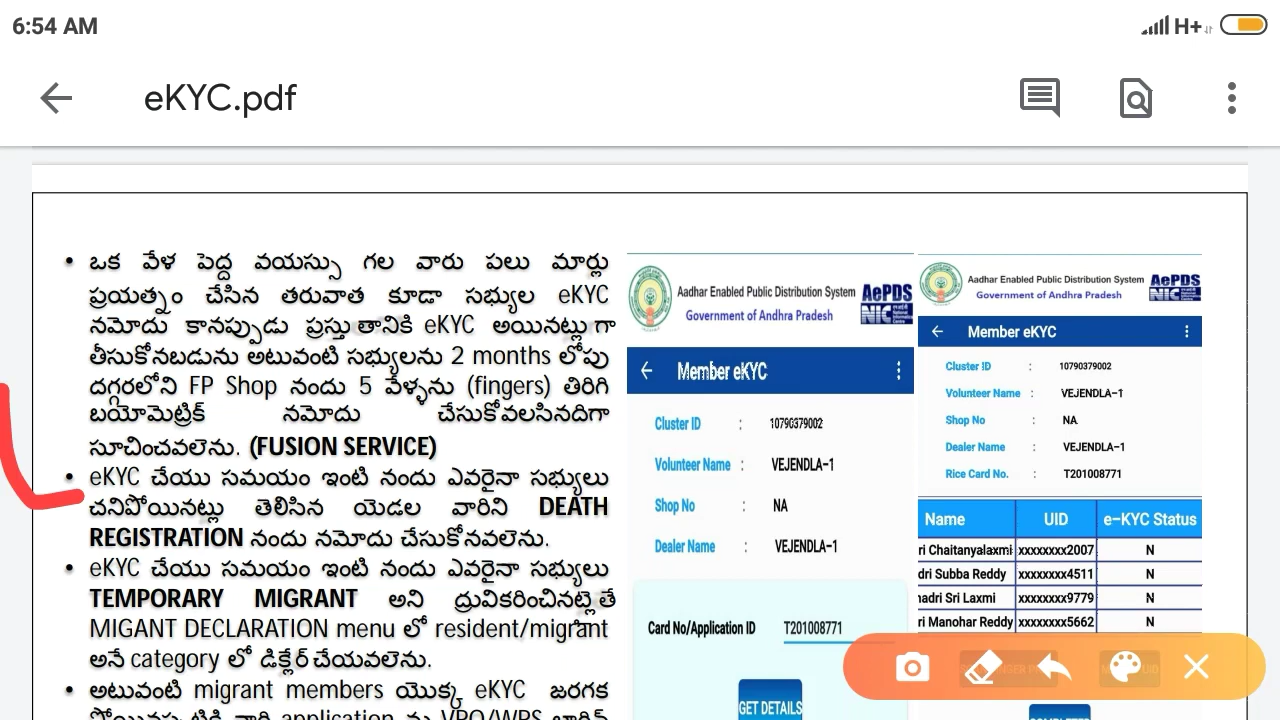 6:54 AM
H+
eKYC.pdf
• ఒక వేళ పెద్ద వయస్సు గల వారు పలు మార్లు
ప్రయత్నం చేసిన తరువాత కూడా సభ్యుల eKYC
నమోదు కానప్పుడు ప్రస్తుతానికి eKYC అయినట్లుగా
తీసుకోనబడును అటువంటి సభ్యులను 2 months లోపు
దగ్గరలోని FP Shop నందు 5 వేళ్ళను (fingers) తిరిగి
బయోమెట్రిక్ నమోదు చేసుకోవలసినదిగా
సూచించవలెను. (FUSION SERVICE)
• eKYC చేయు సమయం ఇంటి నందు ఎవరైనా సభ్యులు
చనిపోయినట్లు తెలిసిన యెడల వారిని DEATH
REGISTRATION నందు నమోదు చేసుకోనవలెను.
• eKYC చేయు సమయం ఇంటి నందు ఎవరైనా సభ్యులు
TEMPORARY MIGRANT అని ద్రువికరించినట్లైతే
MIGANT DECLARATION menu లో resident/migrant
అనే category లో డిక్లేర్ చేయవలెను.
• అటువంటి migrant members యొక్క eKYC జరగక
application ను
Aadhar Enabled Public Distribution System
Government of Andhra Pradesh
AePDS
NIC
Member eKYC
Cluster ID : 10790379002
Volunteer Name : VEJENDLA-1
Shop No : NA
Dealer Name : VEJENDLA-1
Card No/Application ID T201008771
GET DETAILS
Aadhar Enabled Public Distribution System
Government of Andhra Pradesh
AePDS
NIC
Member eKYC
Cluster ID : 10790379002
Volunteer Name : VEJENDLA-1
Shop No : NA
Dealer Name : VEJENDLA-1
Rice Card No. : T201008771
Name UID e-KYC Status
ri Chaitanyalaxmi xxxxxxxx2007 N
dri Subba Reddy xxxxxxxx4511 N
adri Sri Laxmi xxxxxxxx9779 N
ri Manohar Reddy xxxxxxxx5662 N